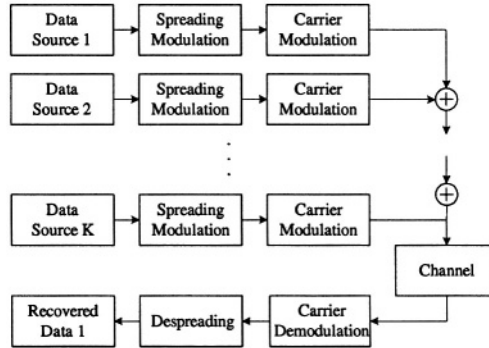 Data
Source 1
Spreading
Modulation
Carrier
Modulation
Data
Source 2
Spreading
Modulation
Carrier
Modulation
Data
Source K
Spreading
Modulation
Carrier
Modulation
Channel
Recovered
Data 1
Despreading
Carrier
Demodulation